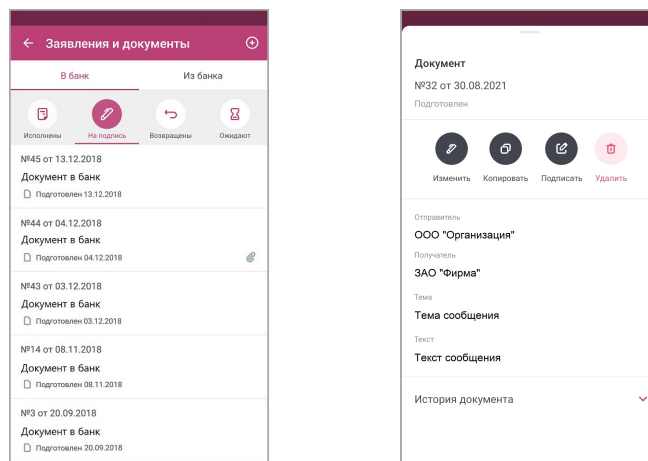 Заявления и документы
В банк
Из банка
Исполнены
На подпись
Возвращены
Ожидают
№45 от 13.12.2018
Документ в банк
Подготовлен 13.12.2018
№44 от 04.12.2018
Документ в банк
Подготовлен 04.12.2018
№43 от 03.12.2018
Документ в банк
Подготовлен 03.12.2018
№14 от 08.11.2018
Документ в банк
Подготовлен 08.11.2018
№3 от 20.09.2018
Документ в банк
Подготовлен 20.09.2018
Документ
№32 от 30.08.2021
Подготовлен
Изменить
Копировать
Подписать
Удалить
Отправитель
ООО "Организация"
Получатель
ЗАО "Фирма"
Тема
Тема сообщения
Текст
Текст сообщения
История документа